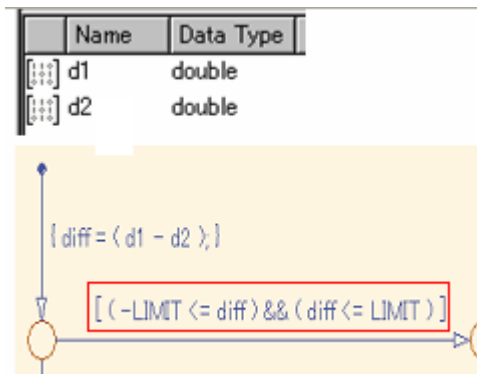 Name Data Type
d1 double
d2 double
{ diff = ( d1 - d2 ); }
[ ( -LIMIT <= diff ) && ( diff <= LIMIT ) ]